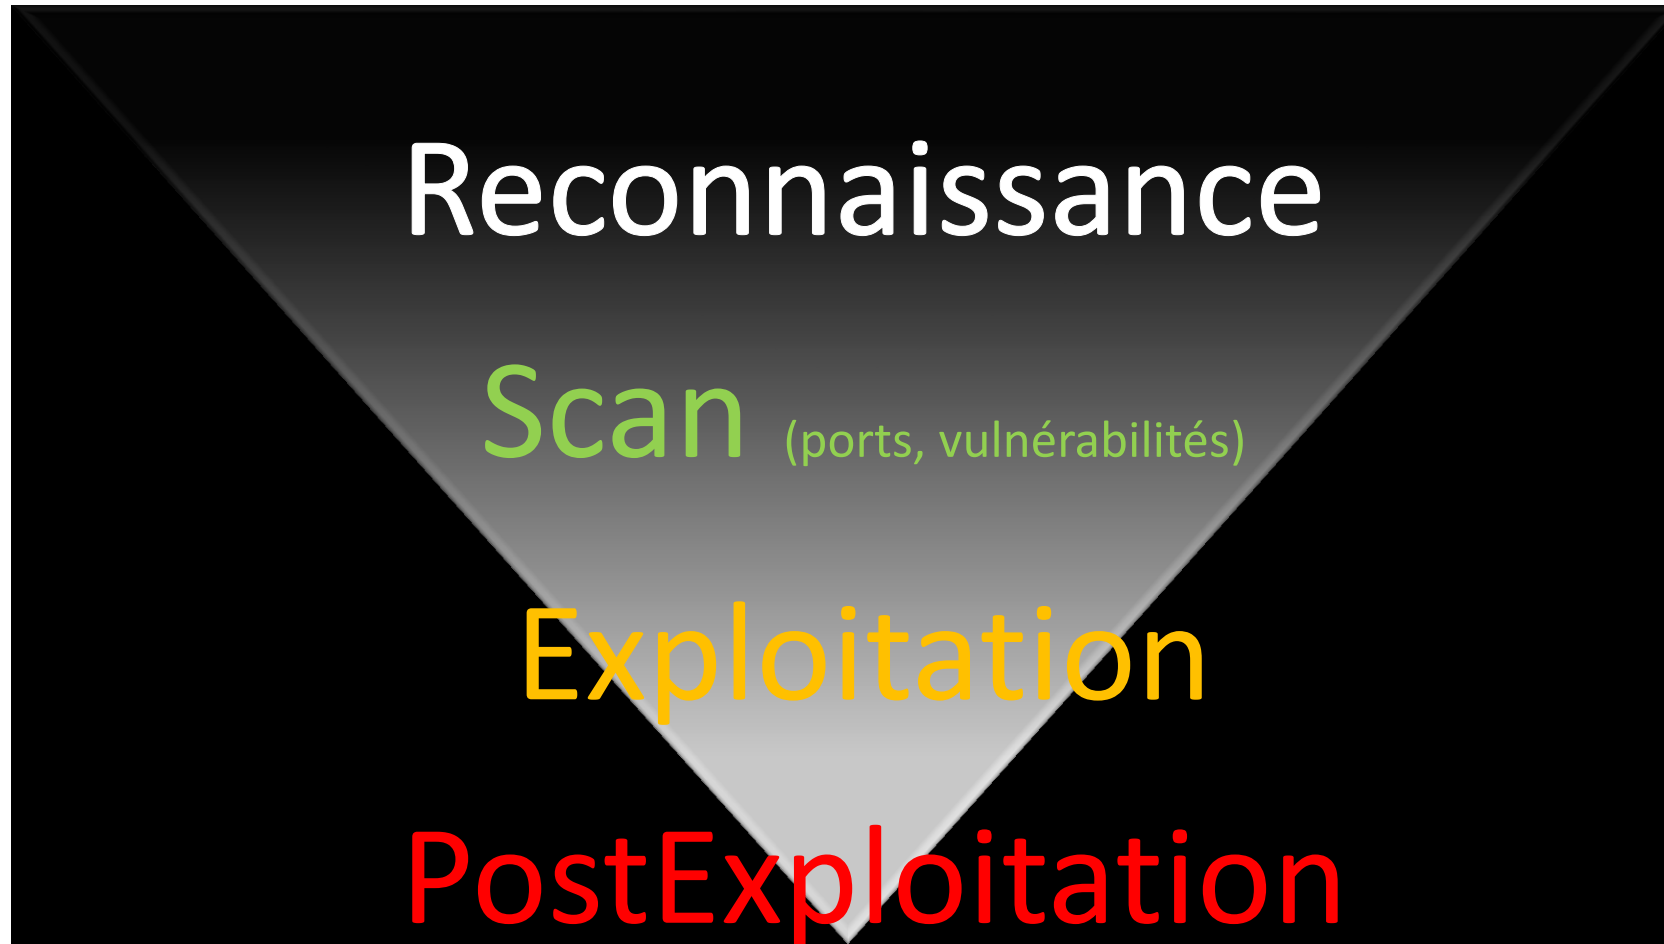 Reconnaissance
Scan (ports, vulnérabilités)
Exploitation
PostExploitation